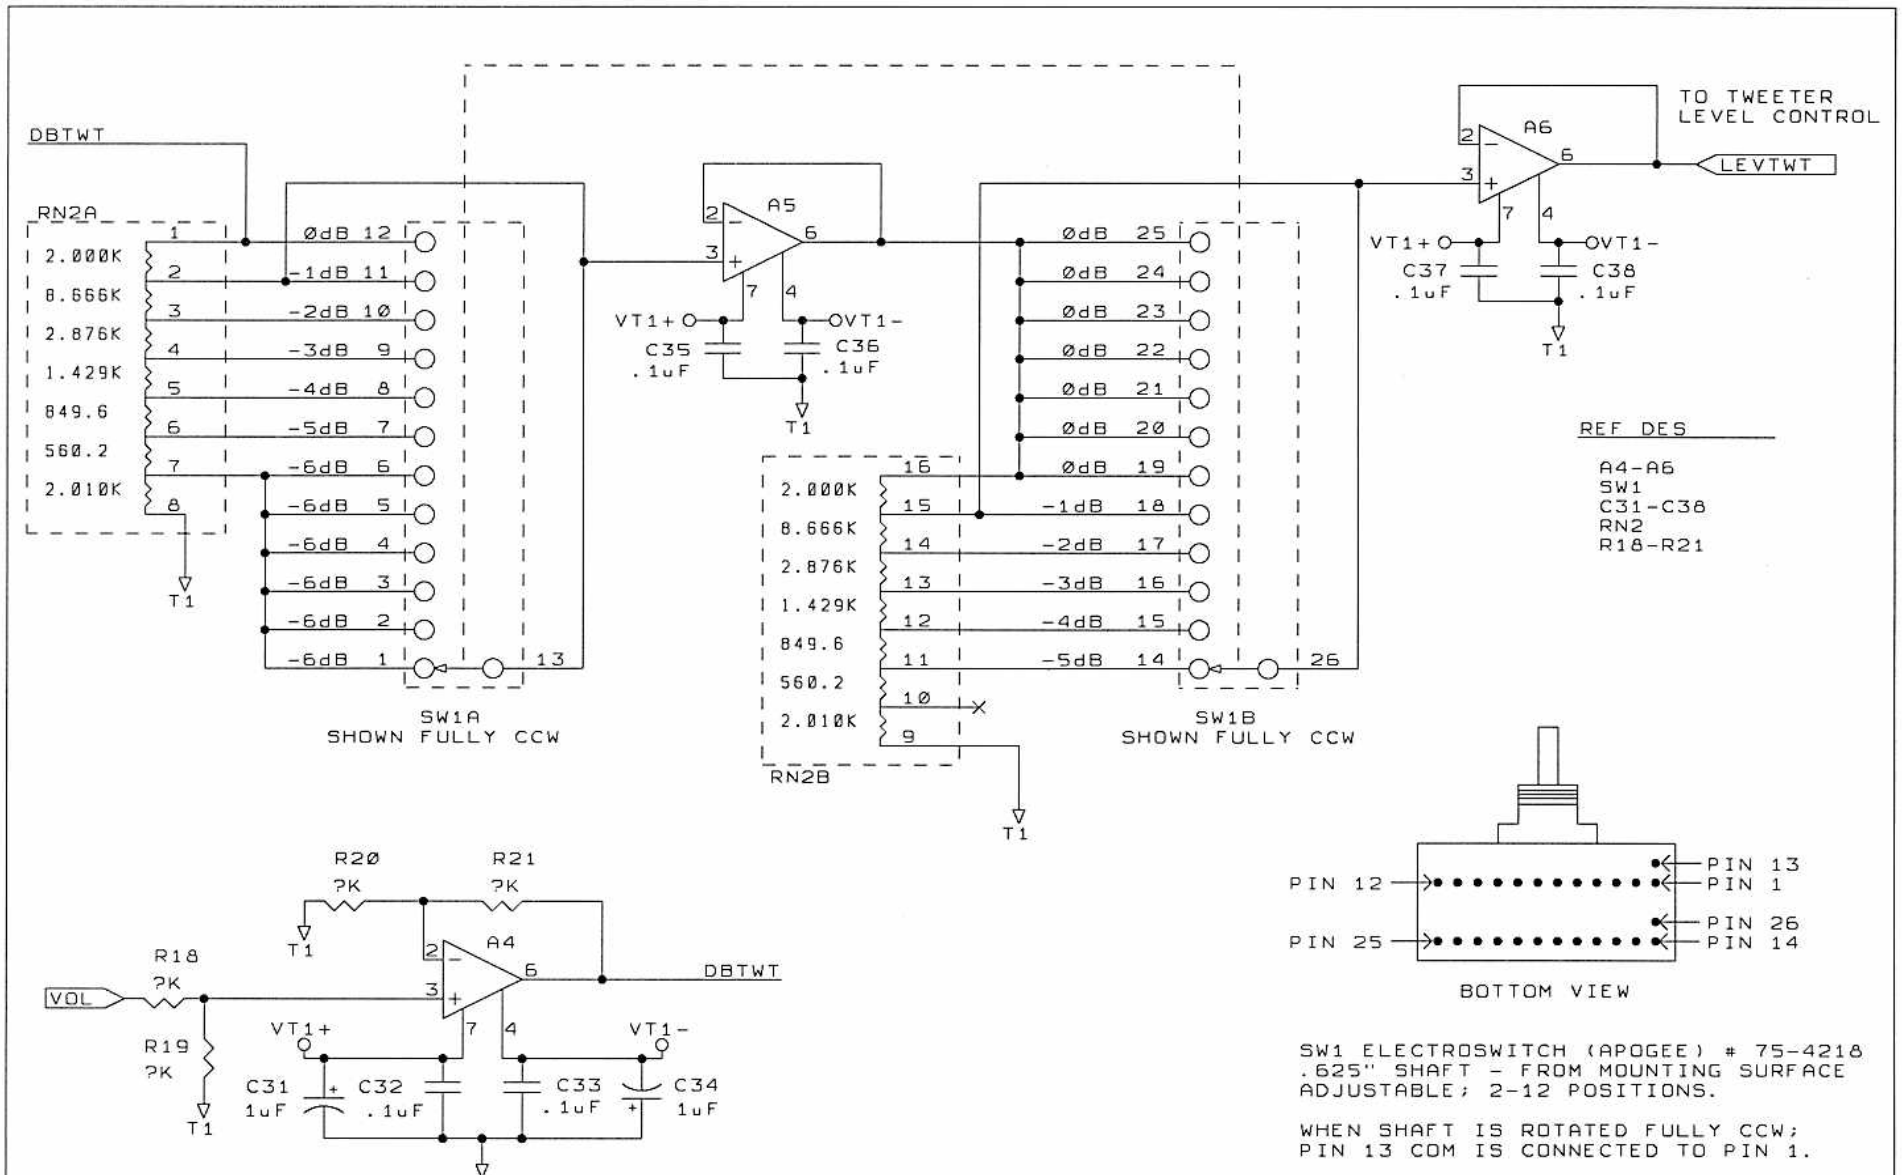 TO TWEETER
LEVEL CONTROL
DBTWT
A6
2
6
3
LEVTWT
7
4
VT1+
VT1-
C37
.1uF
C38
.1uF
T1
A5
2
6
3
7
4
VT1+
VT1-
C35
.1uF
C36
.1uF
T1
RN2A
1
2.000K
2
8.666K
3
2.876K
4
1.429K
5
849.6
6
560.2
7
2.010K
8
T1
ØdB 12
-1dB 11
-2dB 10
-3dB 9
-4dB 8
-5dB 7
-6dB 6
-6dB 5
-6dB 4
-6dB 3
-6dB 2
-6dB 1
13
SW1A
SHOWN FULLY CCW
ØdB 25
ØdB 24
ØdB 23
ØdB 22
ØdB 21
ØdB 20
ØdB 19
-1dB 18
-2dB 17
-3dB 16
-4dB 15
-5dB 14
26
SW1B
SHOWN FULLY CCW
16
2.000K
15
8.666K
14
2.876K
13
1.429K
12
849.6
11
560.2
10
2.010K
9
RN2B
T1
REF DES
A4-A6
SW1
C31-C38
RN2
R18-R21
R20
?K
R21
?K
T1
A4
2
6
3
7
4
DBTWT
VOL
R18
?K
R19
?K
T1
VT1+
VT1-
C31
1uF
+
C32
.1uF
C33
.1uF
C34
1uF
+
PIN 13
PIN 12
PIN 1
PIN 26
PIN 25
PIN 14
BOTTOM VIEW
SW1 ELECTROSWITCH (APOGEE) # 75-4218
.625" SHAFT - FROM MOUNTING SURFACE
ADJUSTABLE; 2-12 POSITIONS.
WHEN SHAFT IS ROTATED FULLY CCW;
PIN 13 COM IS CONNECTED TO PIN 1.